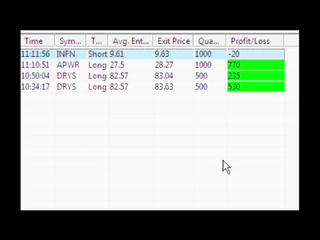 Time Sym... T... Avg. Ent... Exit Price Qua... Profit/Loss
11:11:56 INFN Short 9.61 9.63 1000 -20
11:10:51 APWR Long 27.5 28.27 1000 770
10:50:04 DRYS Long 82.57 83.04 500 235
10:34:17 DRYS Long 82.57 83.63 500 530